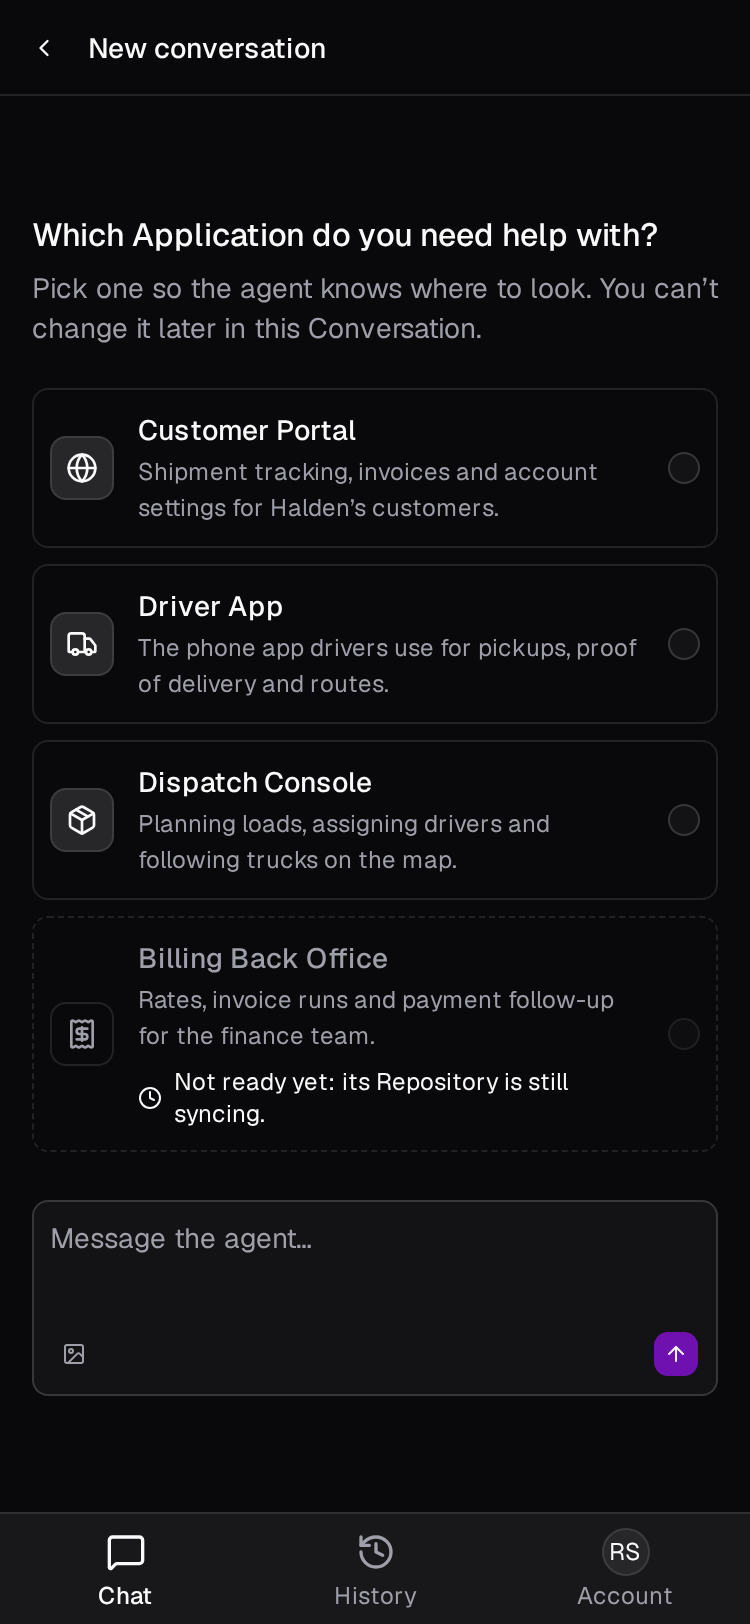 New conversation
Which Application do you need help with?
Pick one so the agent knows where to look. You can’t
change it later in this Conversation.
Customer Portal
Shipment tracking, invoices and account
settings for Halden’s customers.
Driver App
The phone app drivers use for pickups, proof
of delivery and routes.
Dispatch Console
Planning loads, assigning drivers and
following trucks on the map.
Billing Back Office
Rates, invoice runs and payment follow-up
for the finance team.
Not ready yet: its Repository is still
syncing.
Message the agent…
Chat
History
RS
Account